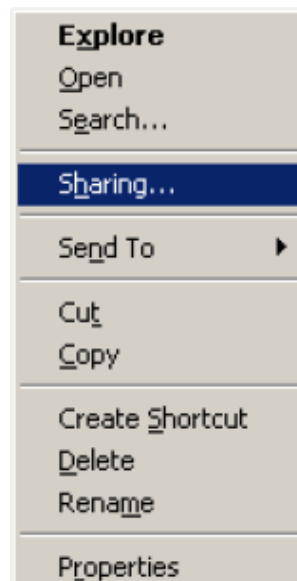 Explore
Open
Search...
Sharing...
Send To
Cut
Copy
Create Shortcut
Delete
Rename
Properties